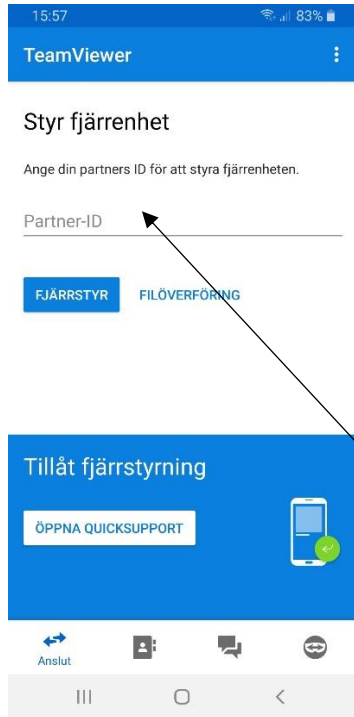 15:57 83%
TeamViewer
Styr fjärrenhet
Ange din partners ID för att styra fjärrenheten.
Partner-ID
FJÄRRSTYR FILÖVERFÖRING
Tillåt fjärrstyrning
ÖPPNA QUICKSUPPORT
Anslut